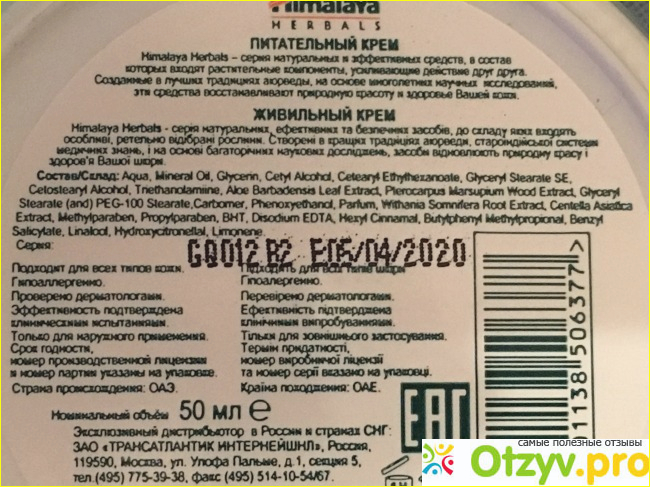 Himalaya
HERBALS
ПИТАТЕЛЬНЫЙ КРЕМ
Himalaya Herbals – серия натуральных и эффективных средств, в состав
которых входят растительные компоненты, усиливающие действие друг друга.
Созданные в лучших традициях аюрведы, на основе многолетних научных исследований,
эти средства восстанавливают природную красоту и здоровье Вашей кожи.
ЖИВИЛЬНЫЙ КРЕМ
Himalaya Herbals - серія натуральних, ефективних та безпечних засобів, до складу яких входять
особливі, ретельно відібрані рослини. Створені в кращих традиціях аюрведи, староіндійської системи
медичних знань, і на основі багаторічних наукових досліджень, засоби відновлюють природну красу і
здоров'я Вашої шкіри.
Состав/Склад: Aqua, Mineral Oil, Glycerin, Cetyl Alcohol, Cetearyl Ethylhexanoate, Glyceryl Stearate SE,
Cetostearyl Alcohol, Triethanolamine, Aloe Barbadensis Leaf Extract, Pterocarpus Marsupium Wood Extract, Glyceryl
Stearate (and) PEG-100 Stearate,Carbomer, Phenoxyethanol, Parfum, Withania Somnifera Root Extract, Centella Asiatica
Extract, Methylparaben, Propylparaben, BHT, Disodium EDTA, Hexyl Cinnamal, Butylphenyl Methylpropional, Benzyl
Salicylate, Linalool, Hydroxycitronellal, Limonene.
Серия:
GQ012 B2 E05/04/2020
Подходит для всех типов кожи.
Гипоаллергенно.
Проверено дерматологами.
Эффективность подтверждена
клиническими испытаниями.
Только для наружного применения.
Срок годности,
номер производственной лицензии
и номер партии указаны на упаковке.
Страна происхождения: ОАЭ.
Підходить для всіх типів шкіри
Гіпоалергенно.
Перевірено дерматологами.
Ефективність підтверджена
клінічними випробуваннями.
Тільки для зовнішнього застосування.
Термін придатності,
номер виробничої ліцензії
та номер серії вказано на упаковці.
Країна походження: ОАЕ.
Номинальный объём 50 мл e
Эксклюзивный дистрибьютор в России и странах СНГ:
ЗАО «ТРАНСАТЛАНТИК ИНТЕРНЕЙШНЛ», Россия,
119590, Москва, ул. Улофа Пальме, д.1, секция 5,
тел.(495) 775-39-38, факс (495) 514-10-54/67.
EAC
01138 506377 >
самые полезные отзывы
Otzyv.pro